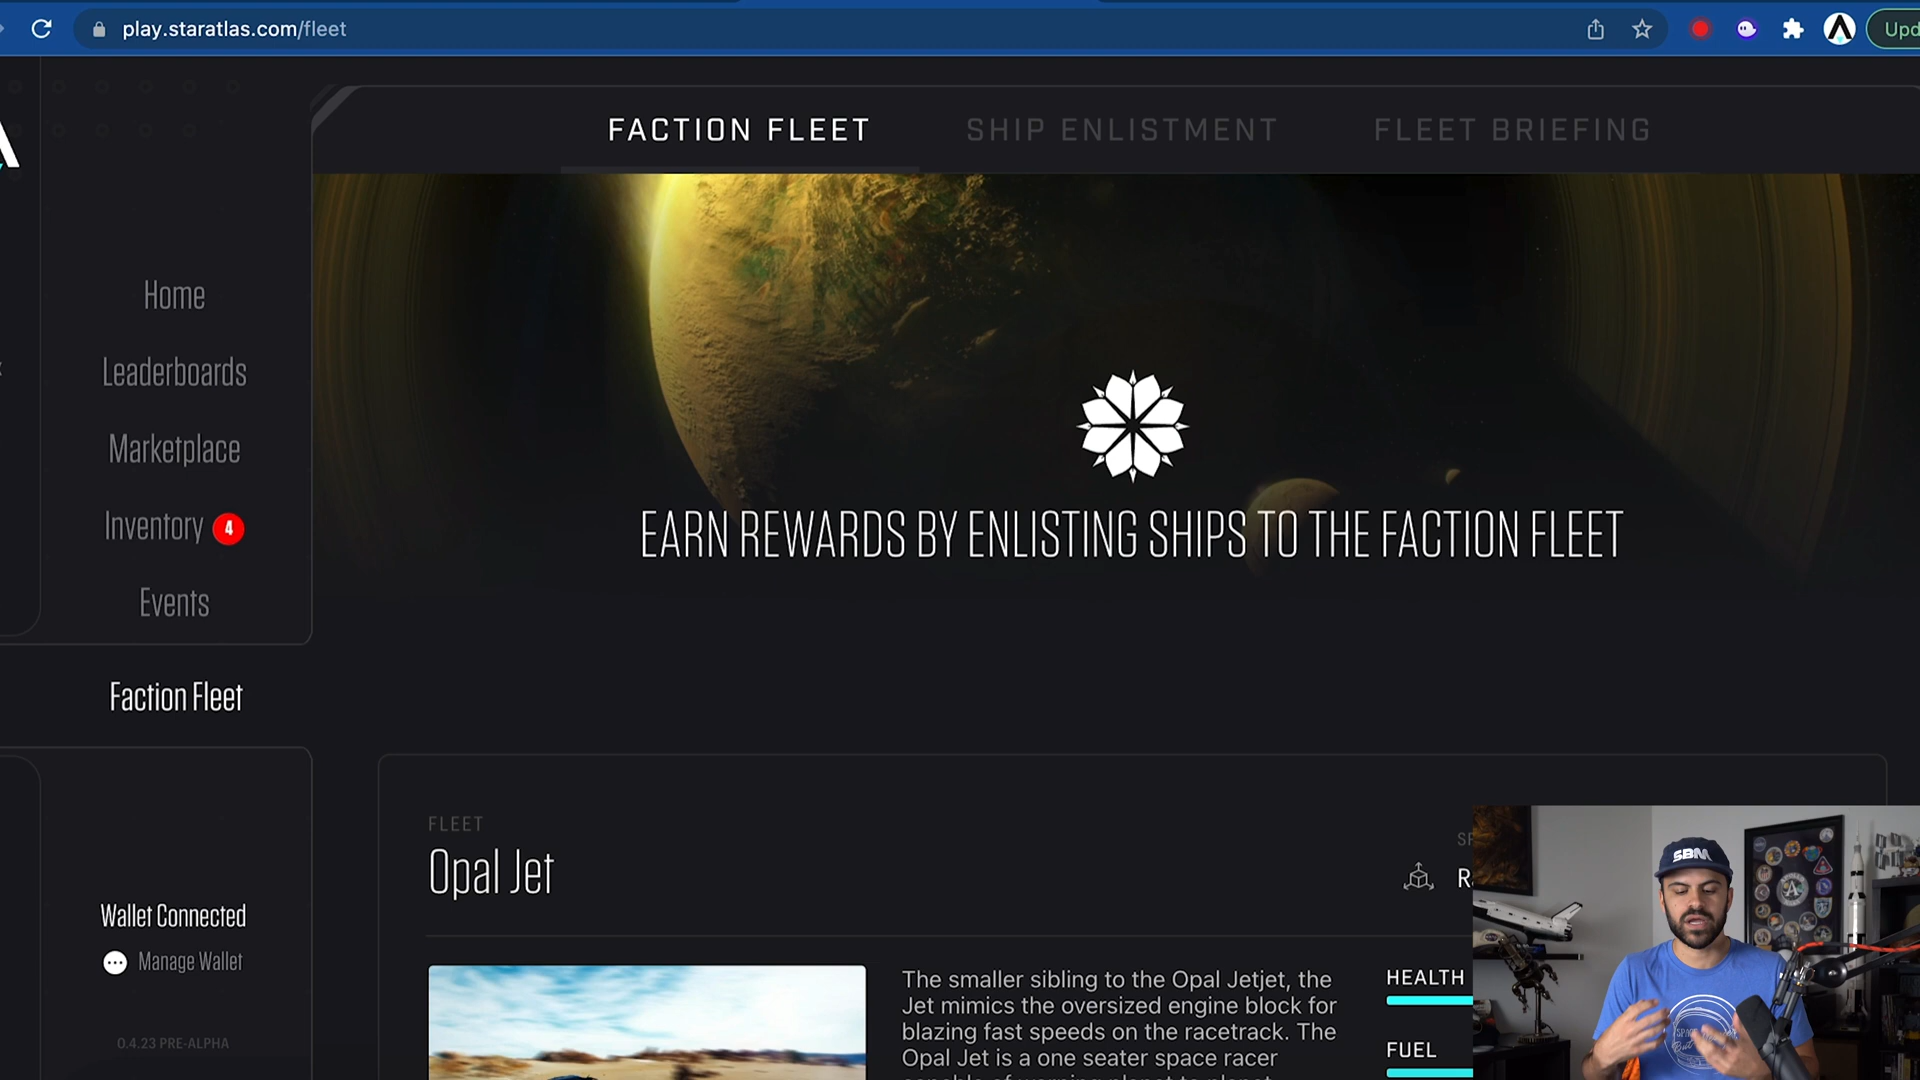 play.staratlas.com/fleet
Upd
FACTION FLEET
SHIP ENLISTMENT
FLEET BRIEFING
Home
Leaderboards
Marketplace
Inventory 4
Events
Faction Fleet
EARN REWARDS BY ENLISTING SHIPS TO THE FACTION FLEET
FLEET
Opal Jet
Wallet Connected
Manage Wallet
0.4.23 PRE-ALPHA
The smaller sibling to the Opal Jetjet, the
Jet mimics the oversized engine block for
blazing fast speeds on the racetrack. The
Opal Jet is a one seater space racer
HEALTH
FUEL
SBM